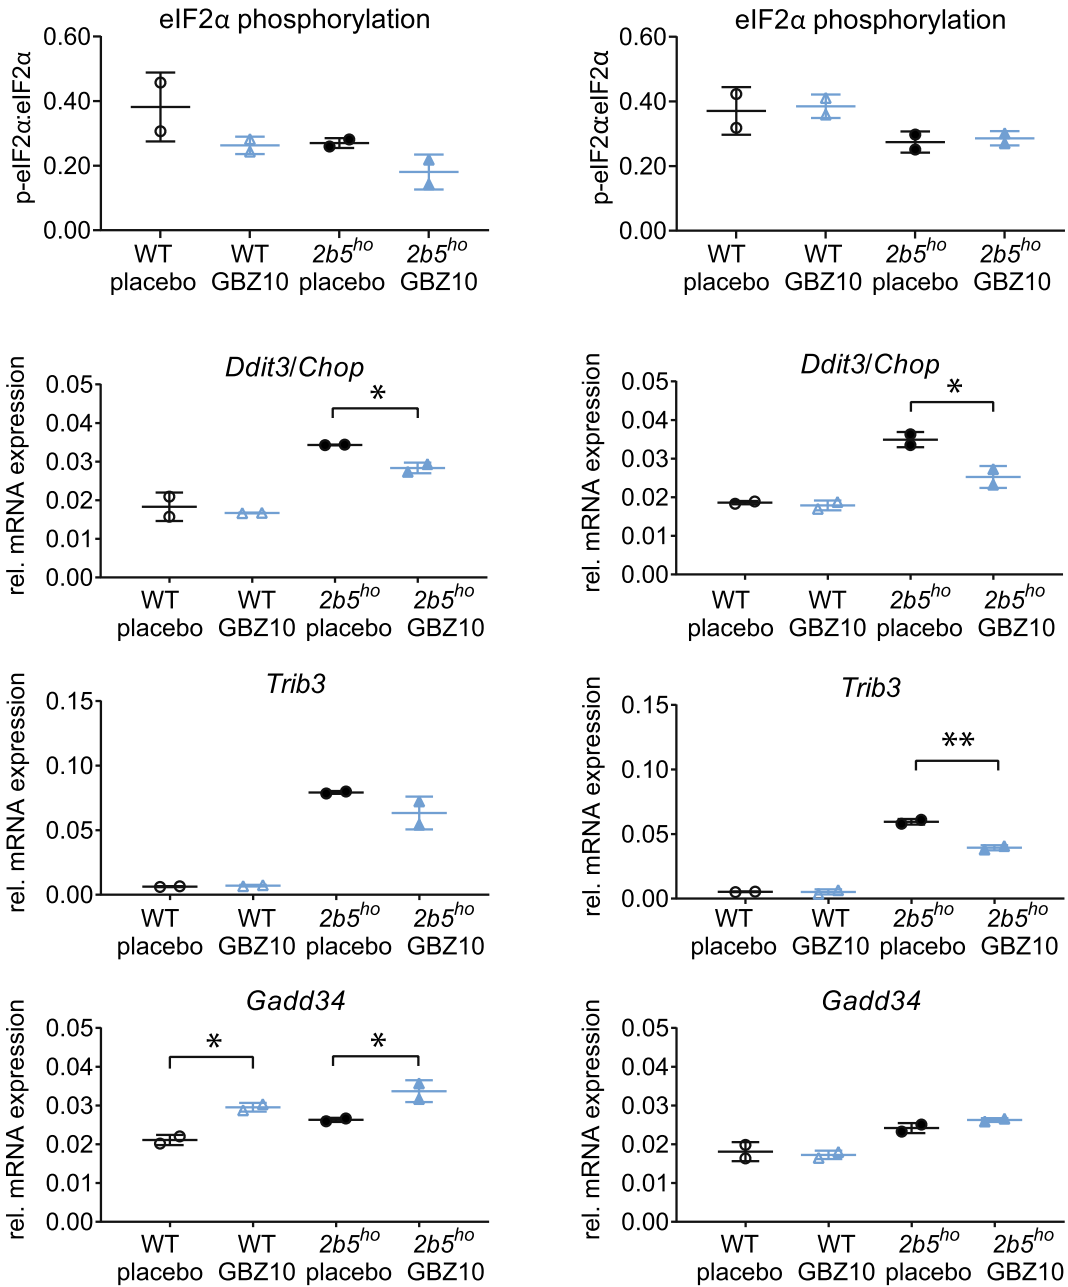 eIF2α phosphorylation
p-eIF2α:eIF2α
0.60
0.40
0.20
0.00
WT placebo
WT GBZ10
2b5ho placebo
2b5ho GBZ10
eIF2α phosphorylation
p-eIF2α:eIF2α
0.60
0.40
0.20
0.00
WT placebo
WT GBZ10
2b5ho placebo
2b5ho GBZ10
Ddit3/Chop
rel. mRNA expression
0.05
0.04
0.03
0.02
0.01
0.00
*
WT placebo
WT GBZ10
2b5ho placebo
2b5ho GBZ10
Ddit3/Chop
rel. mRNA expression
0.05
0.04
0.03
0.02
0.01
0.00
*
WT placebo
WT GBZ10
2b5ho placebo
2b5ho GBZ10
Trib3
rel. mRNA expression
0.15
0.10
0.05
0.00
WT placebo
WT GBZ10
2b5ho placebo
2b5ho GBZ10
Trib3
rel. mRNA expression
0.15
0.10
0.05
0.00
**
WT placebo
WT GBZ10
2b5ho placebo
2b5ho GBZ10
Gadd34
rel. mRNA expression
0.05
0.04
0.03
0.02
0.01
0.00
*
*
WT placebo
WT GBZ10
2b5ho placebo
2b5ho GBZ10
Gadd34
rel. mRNA expression
0.05
0.04
0.03
0.02
0.01
0.00
WT placebo
WT GBZ10
2b5ho placebo
2b5ho GBZ10